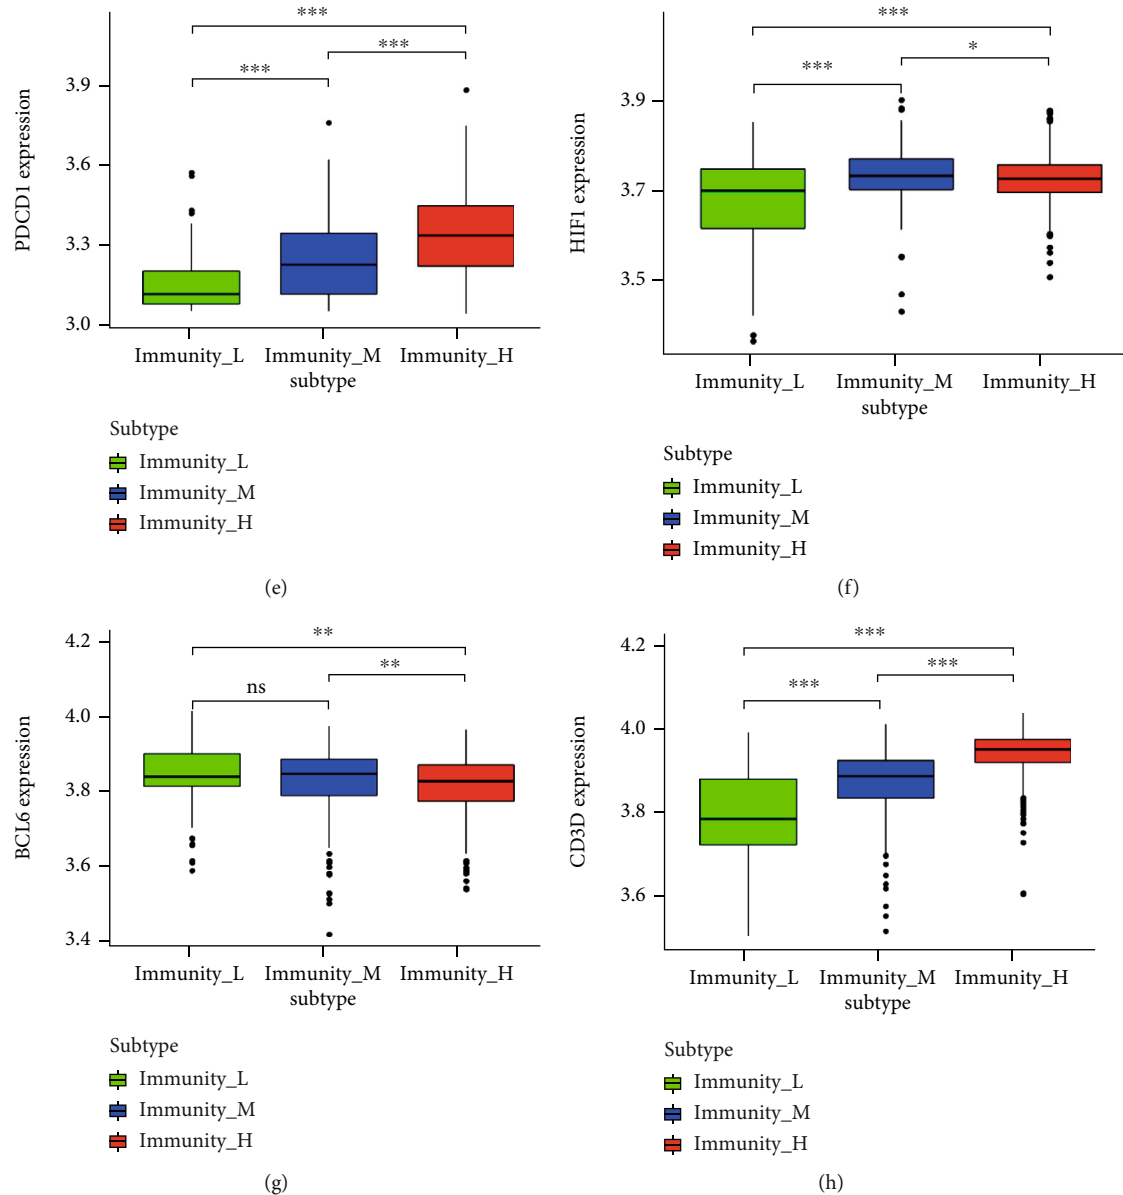 ***
***
***
3.9
3.6
3.3
3.0
PDCD1 expression
Immunity_L Immunity_M Immunity_H
subtype
Subtype
Immunity_L
Immunity_M
Immunity_H
(e)
***
*
***
3.9
3.7
3.5
HIF1 expression
Immunity_L Immunity_M Immunity_H
subtype
Subtype
Immunity_L
Immunity_M
Immunity_H
(f)
**
**
ns
4.2
4.0
3.8
3.6
3.4
BCL6 expression
Immunity_L Immunity_M Immunity_H
subtype
Subtype
Immunity_L
Immunity_M
Immunity_H
(g)
***
***
***
4.2
4.0
3.8
3.6
CD3D expression
Immunity_L Immunity_M Immunity_H
subtype
Subtype
Immunity_L
Immunity_M
Immunity_H
(h)